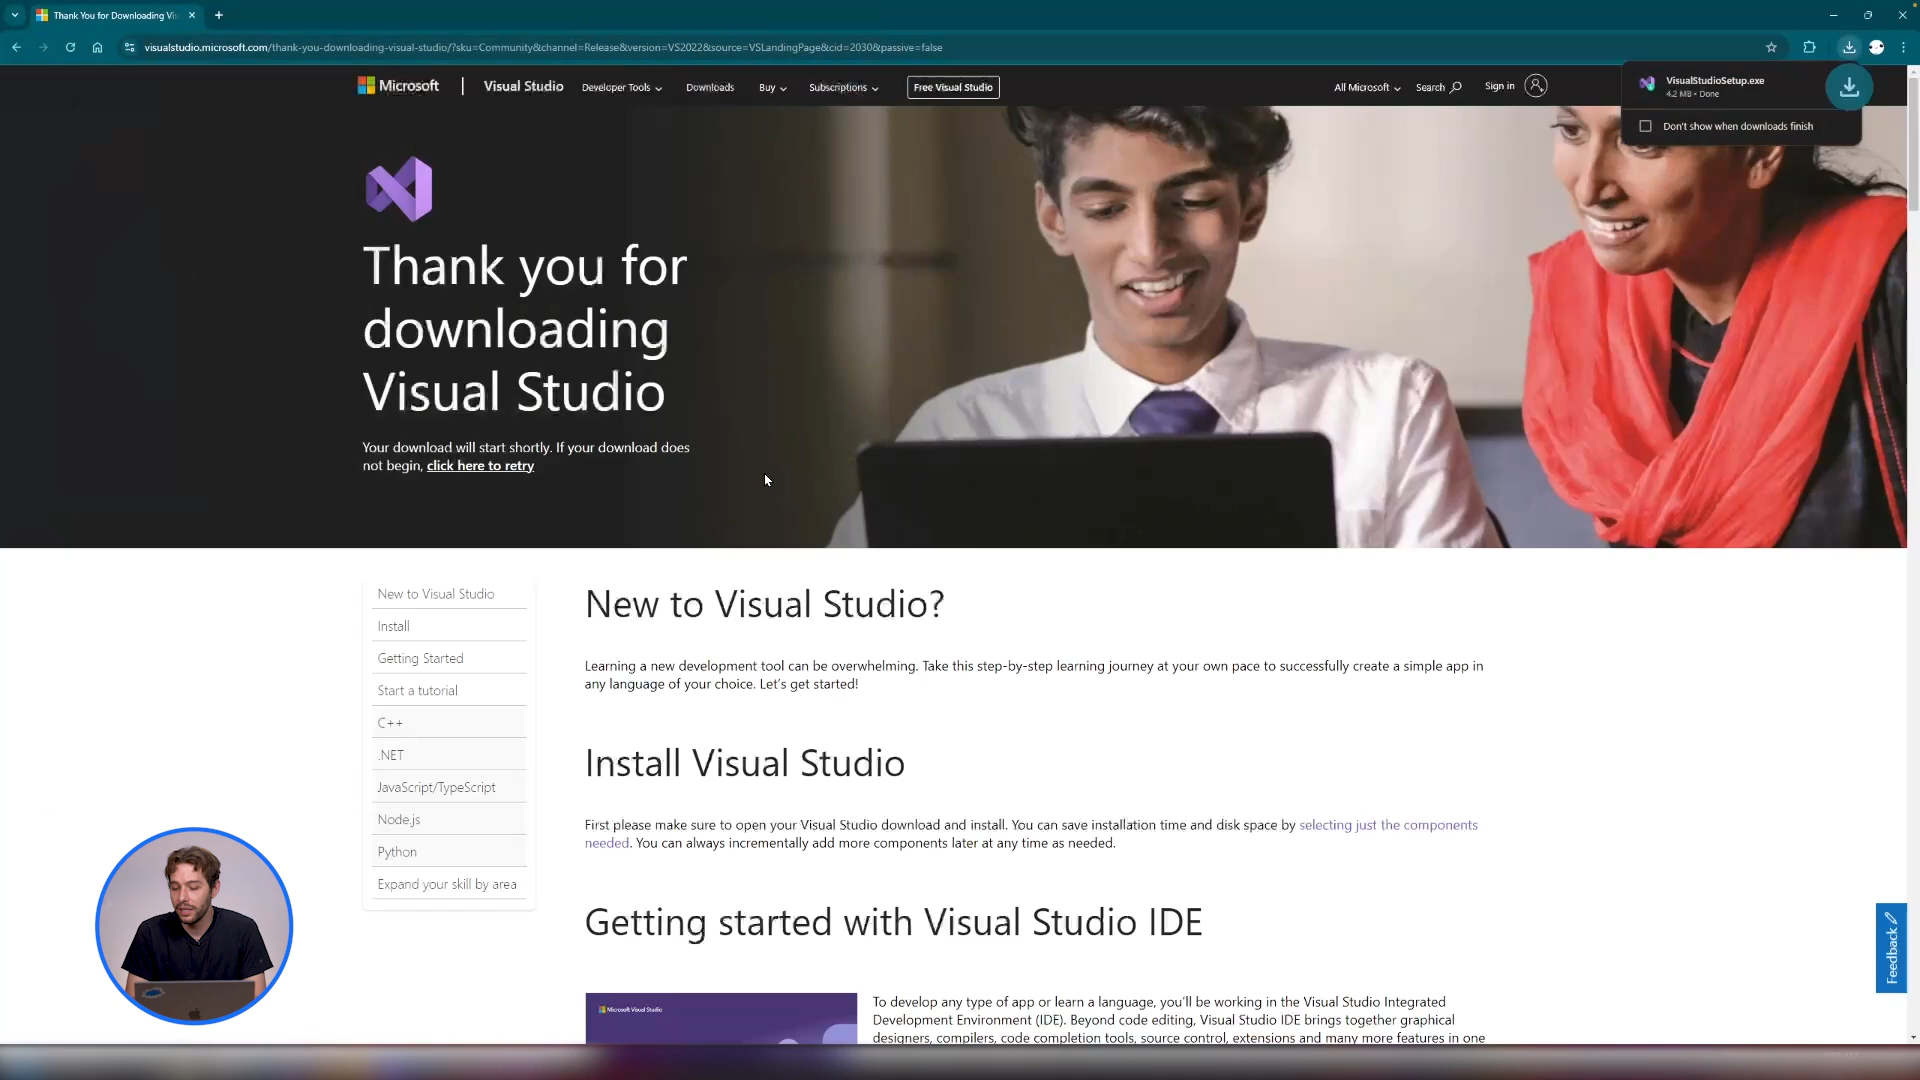 Thank You for Downloading Vi
visualstudio.microsoft.com/thank-you-downloading-visual-studio/?sku=Community&channel=Release&version=VS2022&source=VSLandingPage&cid=2030&passive=false
Microsoft
Visual Studio
Developer Tools
Downloads
Buy
Subscriptions
Free Visual Studio
All Microsoft
Search
Sign in
VisualStudioSetup.exe
4.2 MB • Done
Don't show when downloads finish
Thank you for
downloading
Visual Studio
Your download will start shortly. If your download does
not begin, click here to retry
New to Visual Studio
Install
Getting Started
Start a tutorial
C++
.NET
JavaScript/TypeScript
Node.js
Python
Expand your skill by area
New to Visual Studio?
Learning a new development tool can be overwhelming. Take this step-by-step learning journey at your own pace to successfully create a simple app in
any language of your choice. Let's get started!
Install Visual Studio
First please make sure to open your Visual Studio download and install. You can save installation time and disk space by selecting just the components
needed. You can always incrementally add more components later at any time as needed.
Getting started with Visual Studio IDE
Microsoft Visual Studio
To develop any type of app or learn a language, you'll be working in the Visual Studio Integrated
Development Environment (IDE). Beyond code editing, Visual Studio IDE brings together graphical
designers, compilers, code completion tools, source control, extensions and many more features in one
Feedback